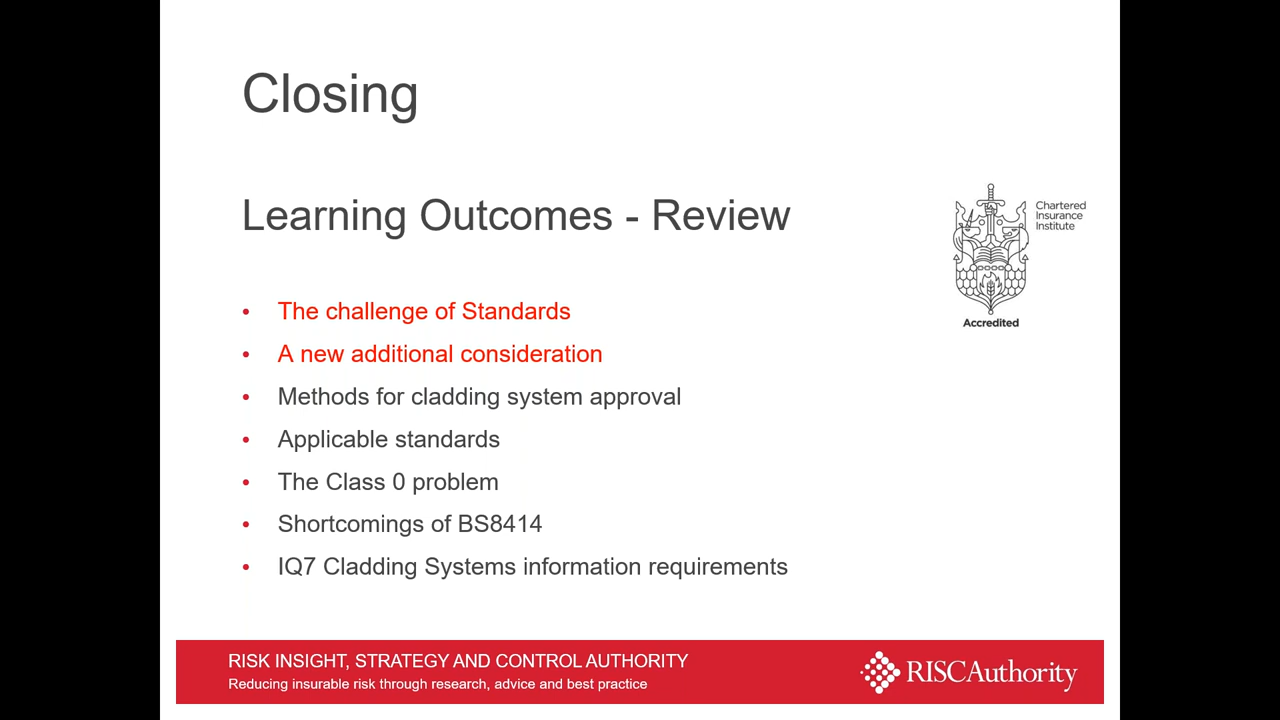 Closing
Learning Outcomes - Review
Chartered
Insurance
Institute
Accredited
• The challenge of Standards
• A new additional consideration
• Methods for cladding system approval
• Applicable standards
• The Class 0 problem
• Shortcomings of BS8414
• IQ7 Cladding Systems information requirements
RISK INSIGHT, STRATEGY AND CONTROL AUTHORITY
Reducing insurable risk through research, advice and best practice
RISCAuthority